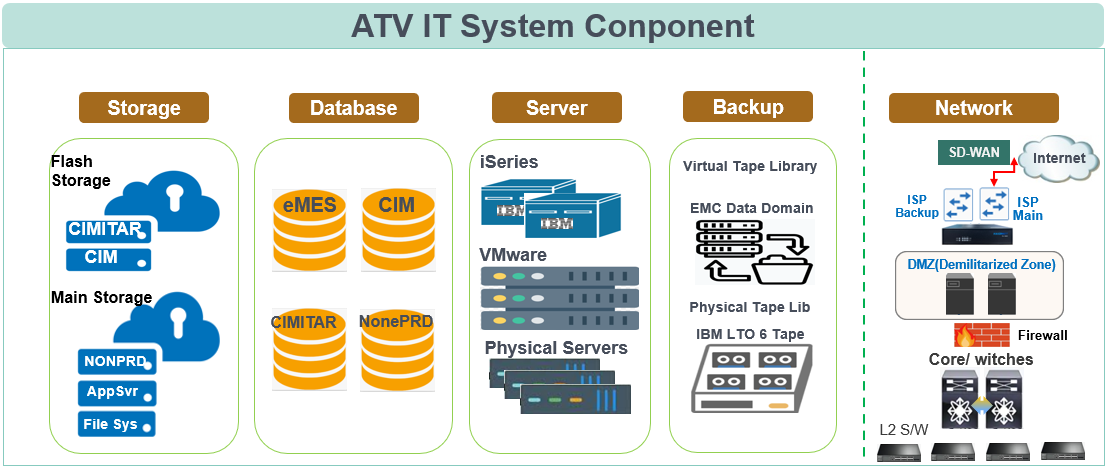 ATV IT System Conponent
Storage
Flash
Storage
CIMITAR
CIM
Main Storage
NONPRD
AppSvr
File Sys
Database
eMES
CIM
CIMITAR
NonePRD
Server
iSeries
IBM
IBM
VMware
Physical Servers
Backup
Virtual Tape Library
EMC Data Domain
Physical Tape Lib
IBM LTO 6 Tape
Network
SD-WAN
Internet
ISP
Backup
ISP
Main
DMZ(Demilitarized Zone)
Firewall
Core/ witches
L2 S/W